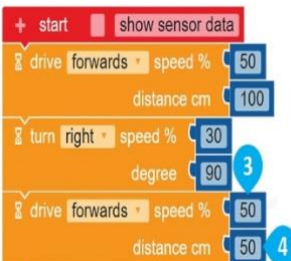 + start show sensor data
drive forwards speed % 50
distance cm 100
turn right speed % 30
degree 90
3
drive forwards speed % 50
distance cm 50
4